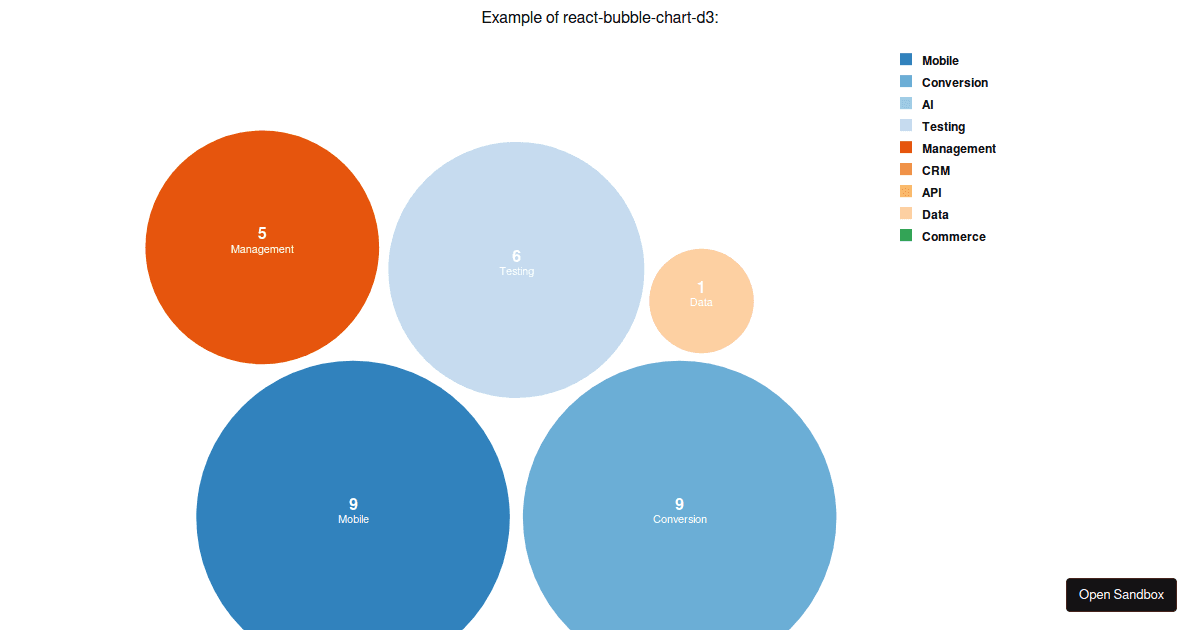 Example of react-bubble-chart-d3:
Mobile
Conversion
AI
Testing
Management
CRM
API
Data
Commerce
5
Management
6
Testing
1
Data
9
Mobile
9
Conversion
Open Sandbox